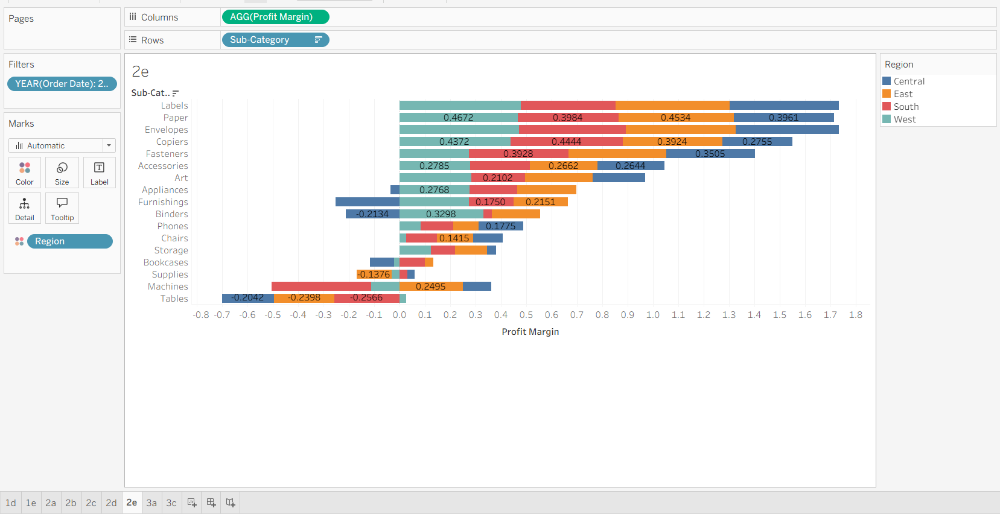 Pages
Columns
AGG(Profit Margin)
Rows
Sub-Category
Filters
YEAR(Order Date): 2..
Marks
Automatic
Color
Size
Label
Detail
Tooltip
Region
2e
Sub-Cat..
Labels
Paper 0.4672 0.3984 0.4534 0.3961
Envelopes
Copiers 0.4372 0.4444 0.3924 0.2755
Fasteners 0.3928 0.3505
Accessories 0.2785 0.2662 0.2644
Art 0.2102
Appliances 0.2768
Furnishings 0.1750 0.2151
Binders -0.2134 0.3298
Phones 0.1775
Chairs 0.1415
Storage
Bookcases
Supplies -0.1376
Machines 0.2495
Tables -0.2042 -0.2398 -0.2566
-0.8 -0.7 -0.6 -0.5 -0.4 -0.3 -0.2 -0.1 0.0 0.1 0.2 0.3 0.4 0.5 0.6 0.7 0.8 0.9 1.0 1.1 1.2 1.3 1.4 1.5 1.6 1.7 1.8
Profit Margin
Region
Central
East
South
West
1d 1e 2a 2b 2c 2d 2e 3a 3c